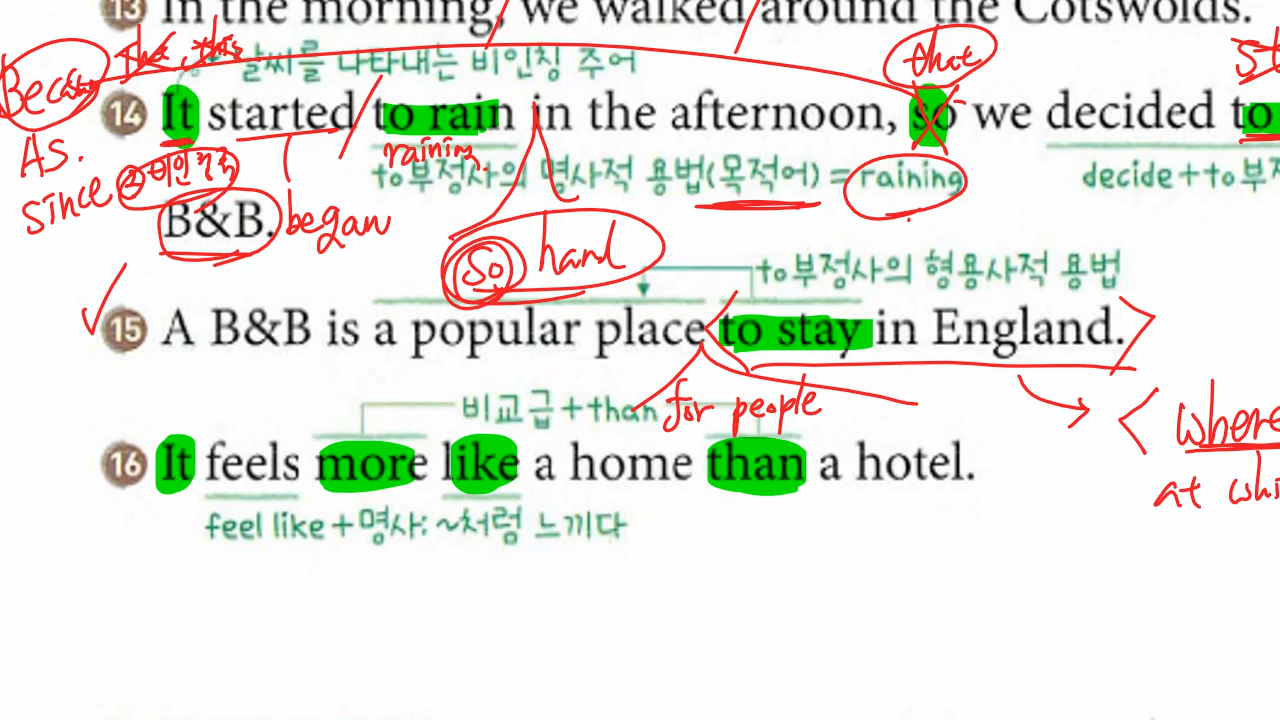 13 In the morning, we walked around the Cotswolds.
날씨를 나타내는 비인칭 주어
that
Because
14 It started to rain in the afternoon, so we decided to
As.
raining
to부정사의 명사적 용법(목적어) = raining
decide+to부
since
B&B.
began
so hard
to부정사의 형용사적 용법
15 A B&B is a popular place to stay in England.
비교급+than
for people
where
16 It feels more like a home than a hotel.
at whi
feel like+명사: ~처럼 느끼다